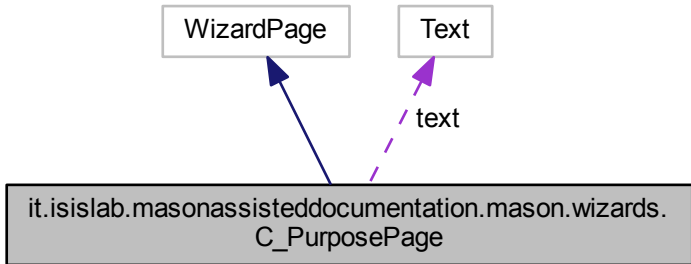 WizardPage
Text
text
it.isislab.masonassisteddocumentation.mason.wizards.
C_PurposePage